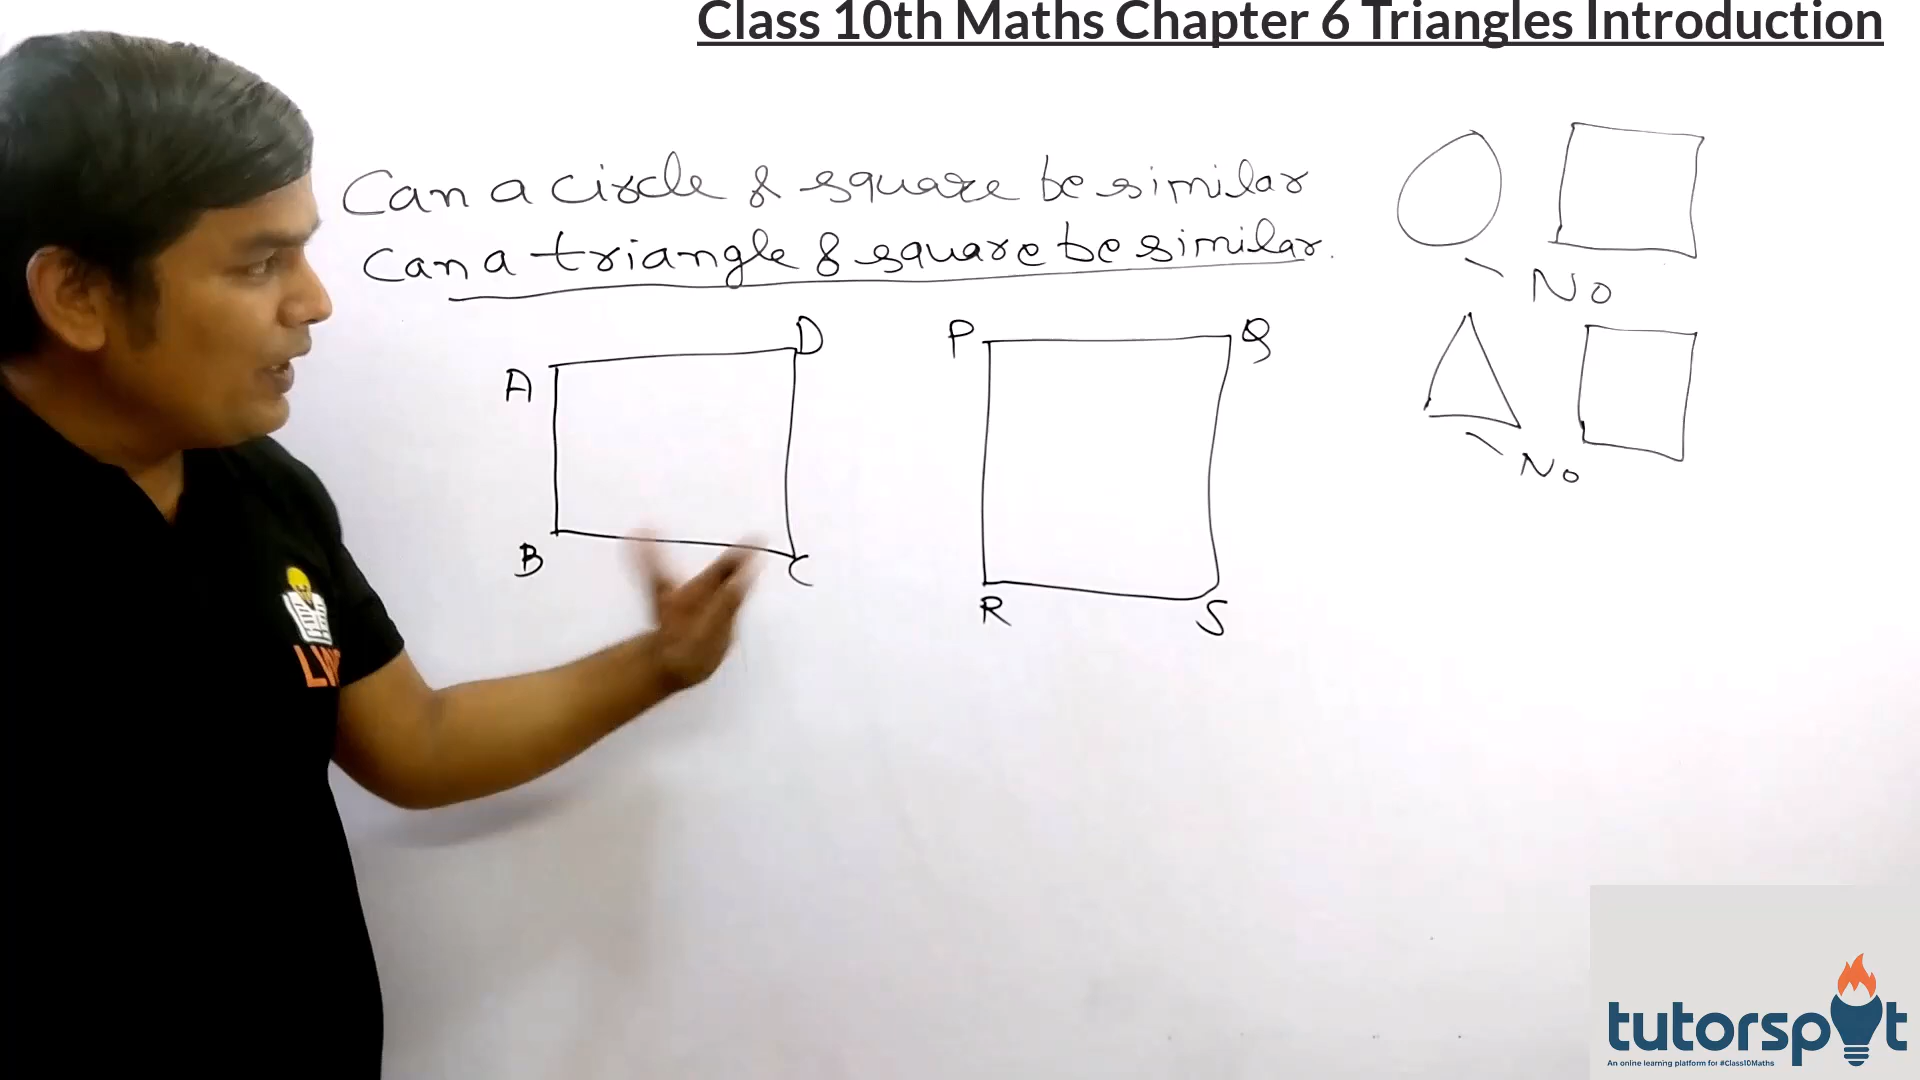 Class 10th Maths Chapter 6 Triangles Introduction
Can a circle & square be similar
Can a triangle & square be similar.
No
D
A
P
Q
B
C
R
S
No
LW
tutorspot
An online learning platform for #Class10Maths